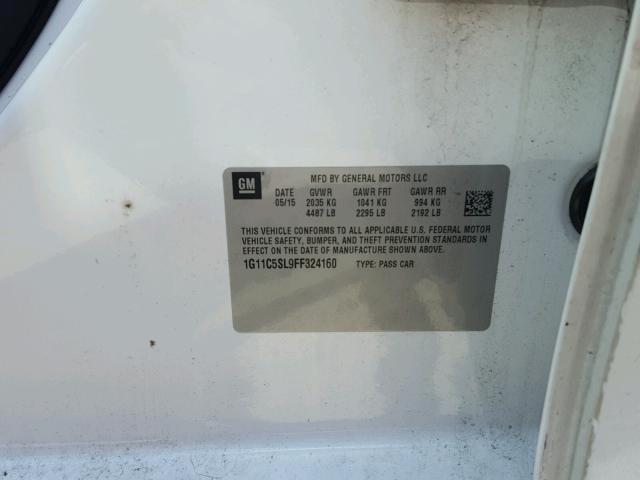 GM MFD BY GENERAL MOTORS LLC
DATE GVWR GAWR FRT GAWR RR
05/15 2035 KG 1041 KG 994 KG
4487 LB 2295 LB 2192 LB
THIS VEHICLE CONFORMS TO ALL APPLICABLE U.S. FEDERAL MOTOR
VEHICLE SAFETY, BUMPER, AND THEFT PREVENTION STANDARDS IN
EFFECT ON THE DATE OF MANUFACTURE SHOWN ABOVE.
1G11C5SL9FF324160 TYPE: PASS CAR